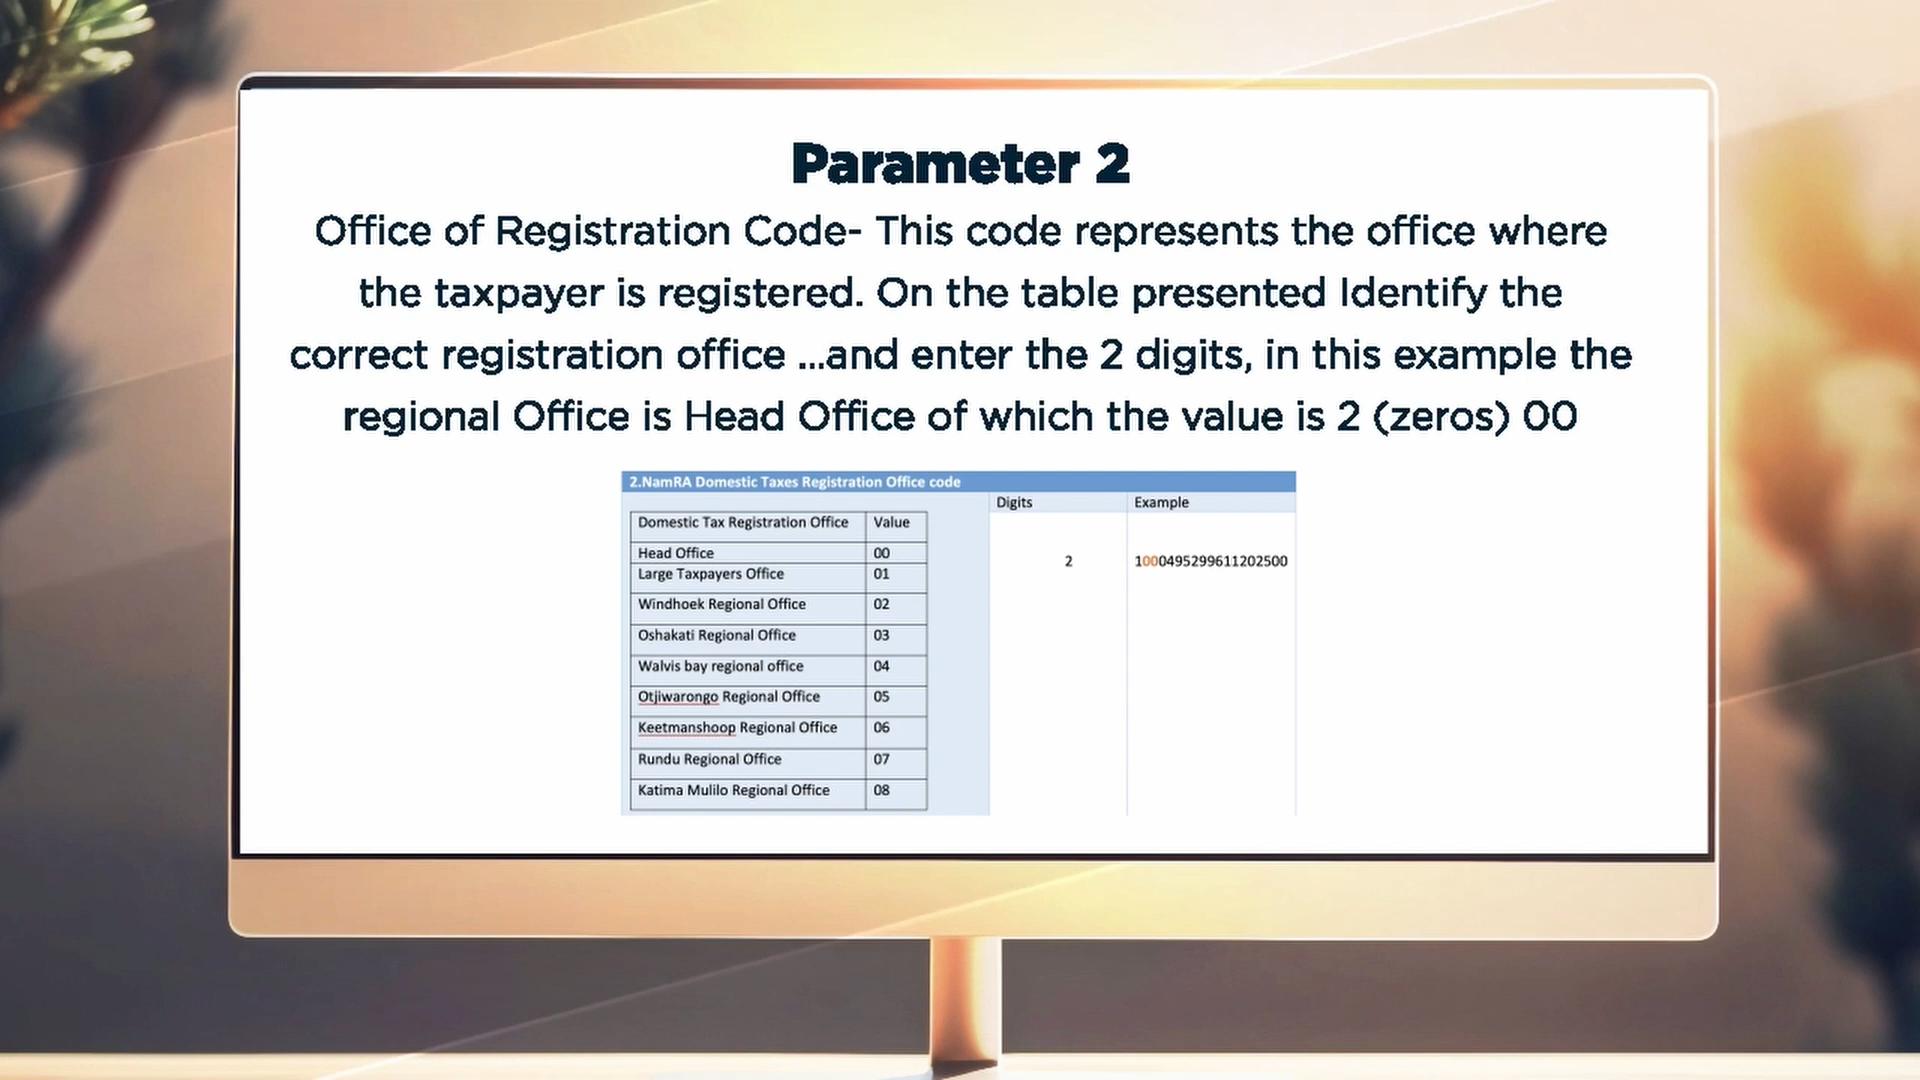 Parameter 2
Office of Registration Code- This code represents the office where
the taxpayer is registered. On the table presented Identify the
correct registration office ...and enter the 2 digits, in this example the
regional Office is Head Office of which the value is 2 (zeros) 00
2.NamRA Domestic Taxes Registration Office code
Digits Example
Domestic Tax Registration Office Value
Head Office 00
2 1000495299611202500
Large Taxpayers Office 01
Windhoek Regional Office 02
Oshakati Regional Office 03
Walvis bay regional office 04
Otjiwarongo Regional Office 05
Keetmanshoop Regional Office 06
Rundu Regional Office 07
Katima Mulilo Regional Office 08